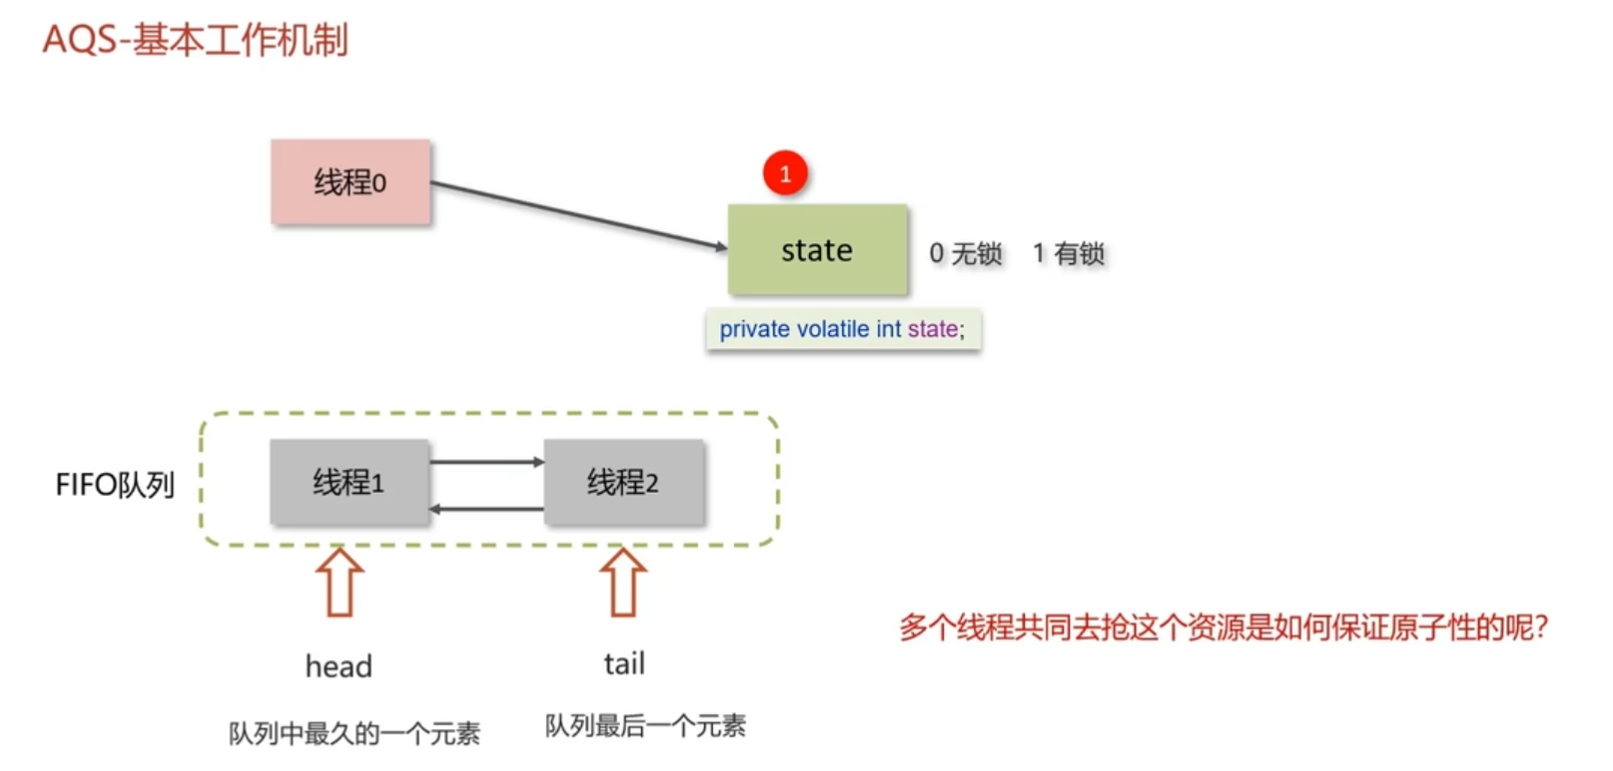 AQS-基本工作机制
线程0
1
state
0 无锁 1 有锁
private volatile int state;
FIFO队列
线程1
线程2
head
tail
队列中最久的一个元素
队列最后一个元素
多个线程共同去抢这个资源是如何保证原子性的呢?